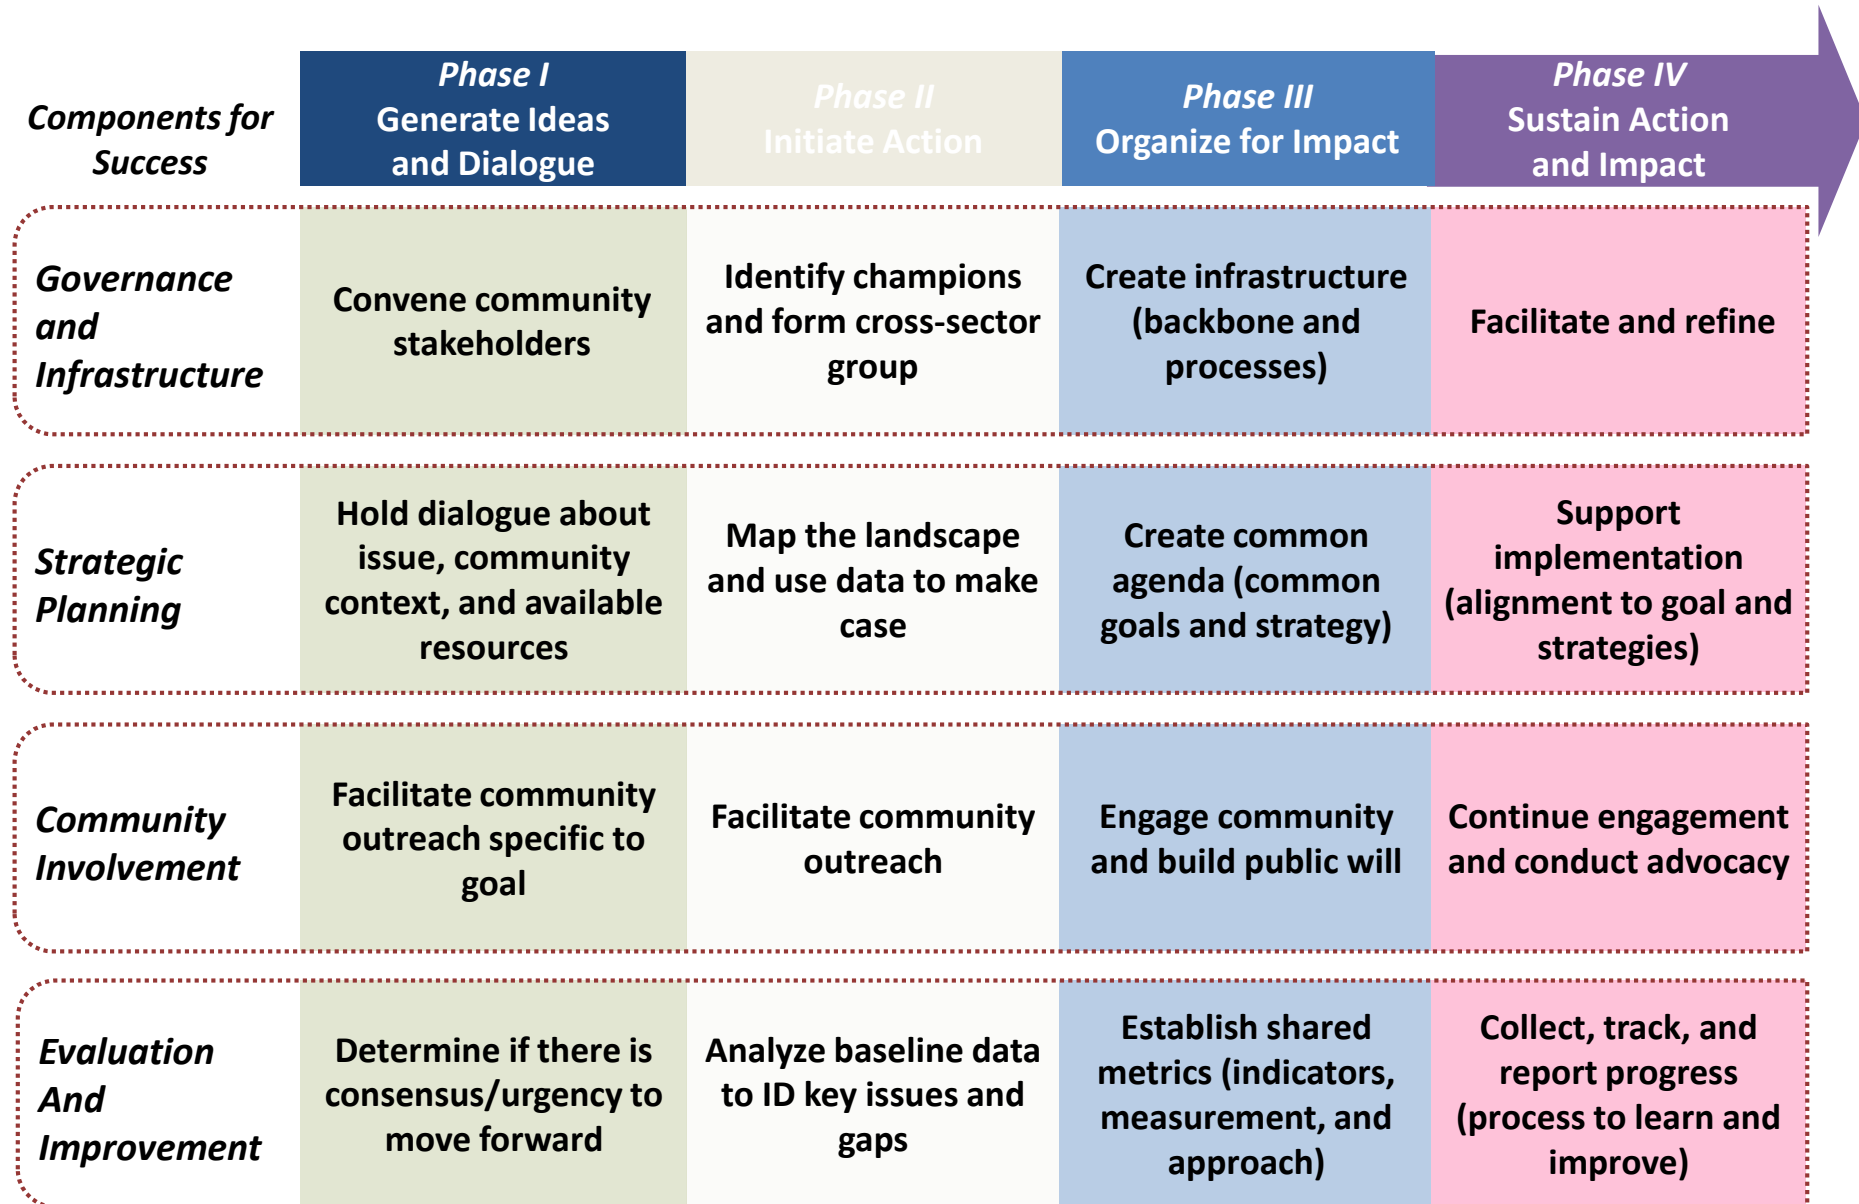 Components for
Success
Phase I
Generate Ideas
and Dialogue
Phase II
Initiate Action
Phase III
Organize for Impact
Phase IV
Sustain Action
and Impact
Governance
and
Infrastructure
Convene community
stakeholders
Identify champions
and form cross-sector
group
Create infrastructure
(backbone and
processes)
Facilitate and refine
Strategic
Planning
Hold dialogue about
issue, community
context, and available
resources
Map the landscape
and use data to make
case
Create common
agenda (common
goals and strategy)
Support
implementation
(alignment to goal and
strategies)
Community
Involvement
Facilitate community
outreach specific to
goal
Facilitate community
outreach
Engage community
and build public will
Continue engagement
and conduct advocacy
Evaluation
And
Improvement
Determine if there is
consensus/urgency to
move forward
Analyze baseline data
to ID key issues and
gaps
Establish shared
metrics (indicators,
measurement, and
approach)
Collect, track, and
report progress
(process to learn and
improve)